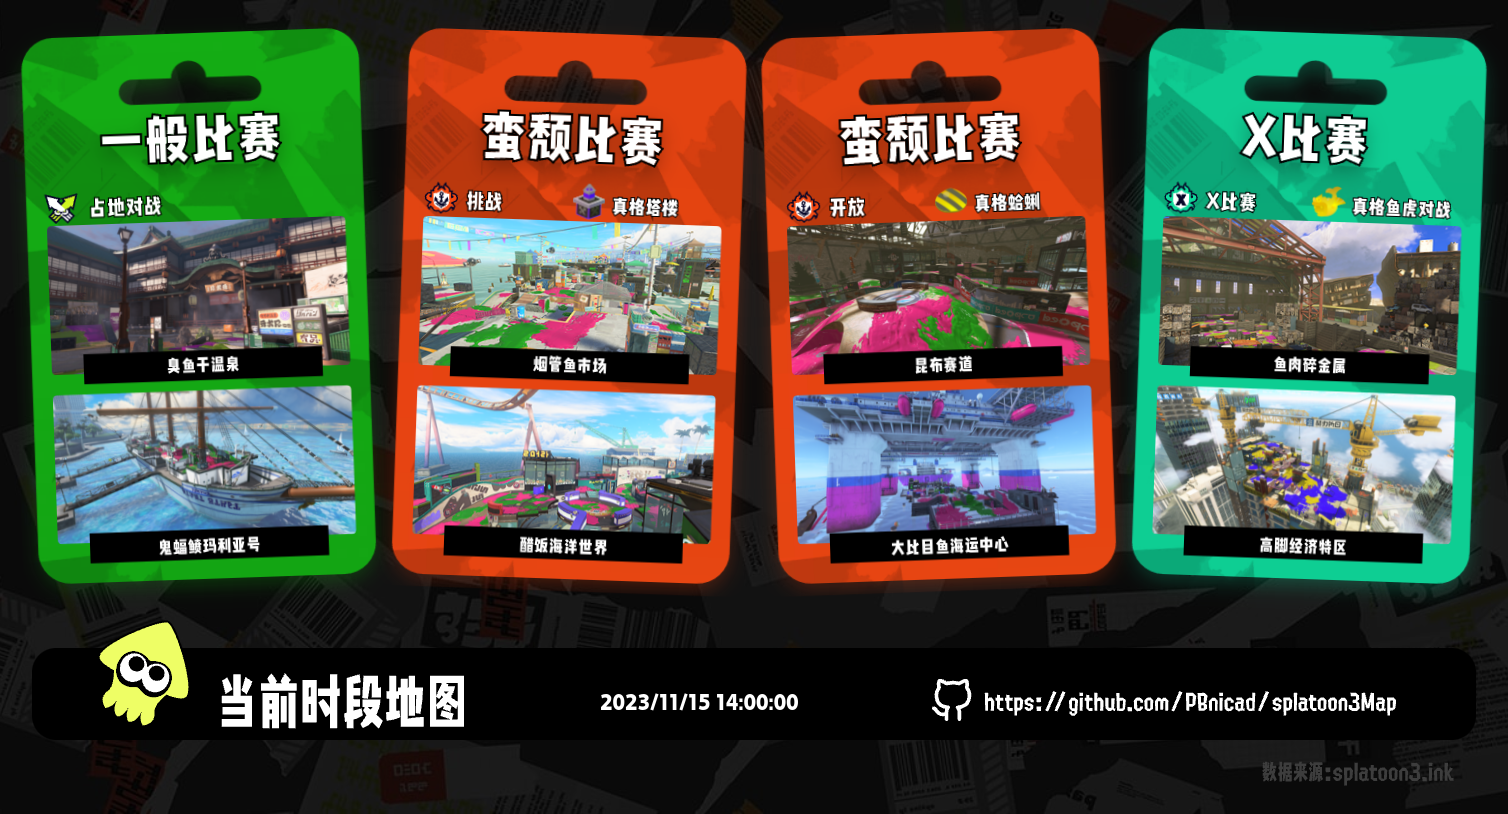 一般比赛
占地对战
臭鱼干温泉
鬼蝠鲼玛利亚号
蛮颓比赛
挑战
真格塔楼
烟管鱼市场
醋饭海洋世界
蛮颓比赛
开放
真格蛤蜊
昆布赛道
大比目鱼海运中心
X比赛
X比赛
真格鱼虎对战
鱼肉碎金属
高脚经济特区
当前时段地图
2023/11/15 14:00:00
https://github.com/PBnicad/splatoon3Map
数据来源:splatoon3.ink